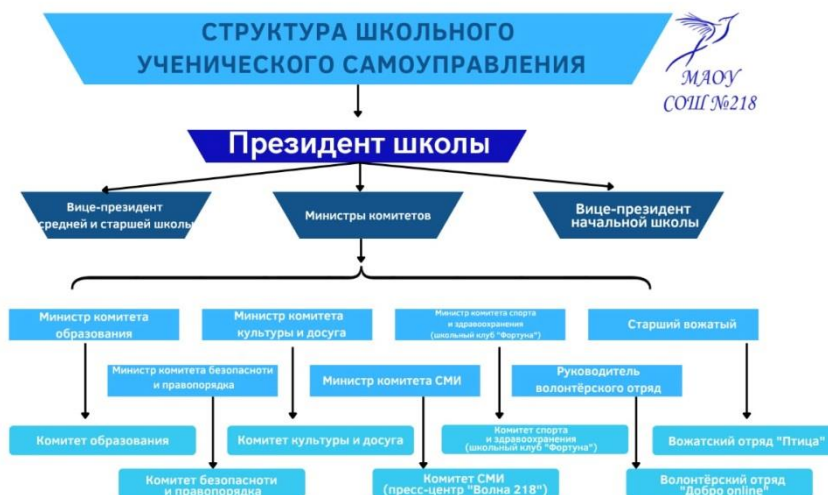 СТРУКТУРА ШКОЛЬНОГО
УЧЕНИЧЕСКОГО САМОУПРАВЛЕНИЯ
МАОУ
СОШ №218
Президент школы
Вице-президент
средней и старшей школы
Министры комитетов
Вице-президент
начальной школы
Министр комитета
образования
Министр комитета
культуры и досуга
Министр комитета спорта
и здравоохранения
(школьный клуб "Фортуна")
Старший вожатый
Министр комитета безопасноти
и правопорядка
Министр комитета СМИ
Руководитель
волонтёрского отряд
Комитет образования
Комитет культуры и досуга
Комитет спорта
и здравоохранения
(школьный клуб "Фортуна")
Вожатский отряд "Птица"
Комитет безопасноти
и правопорядка
Комитет СМИ
(пресс-центр "Волна 218")
Волонтёрский отряд
"Добро online"